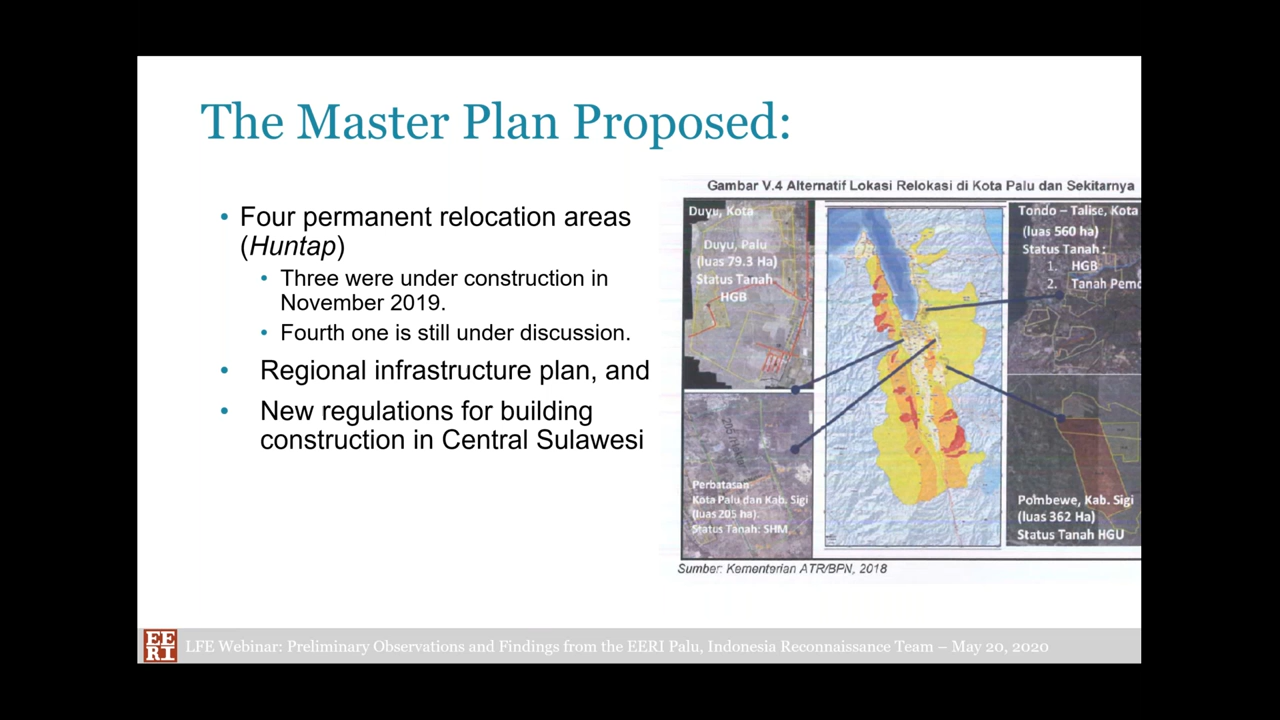 The Master Plan Proposed:
• Four permanent relocation areas
(Huntap)
• Three were under construction in
November 2019.
• Fourth one is still under discussion.
• Regional infrastructure plan, and
• New regulations for building
construction in Central Sulawesi
Gambar V.4 Alternatif Lokasi Relokasi di Kota Palu dan Sekitarnya
Duyu, Kota
Duyu, Palu
(luas 79.3 Ha)
Status Tanah
HGB
Tondo – Talise, Kota
(luas 560 ha)
Status Tanah :
1. HGB
2. Tanah Pemd
Perbatasan
Kota Palu dan Kab. Sigi
(luas 205 ha).
Status Tanah: SHM
Pombewe, Kab. Sigi
(luas 362 Ha)
Status Tanah HGU
Sumber: Kementerian ATR/BPN, 2018
EE
RI
LFE Webinar: Preliminary Observations and Findings from the EERI Palu, Indonesia Reconnaissance Team – May 20, 2020